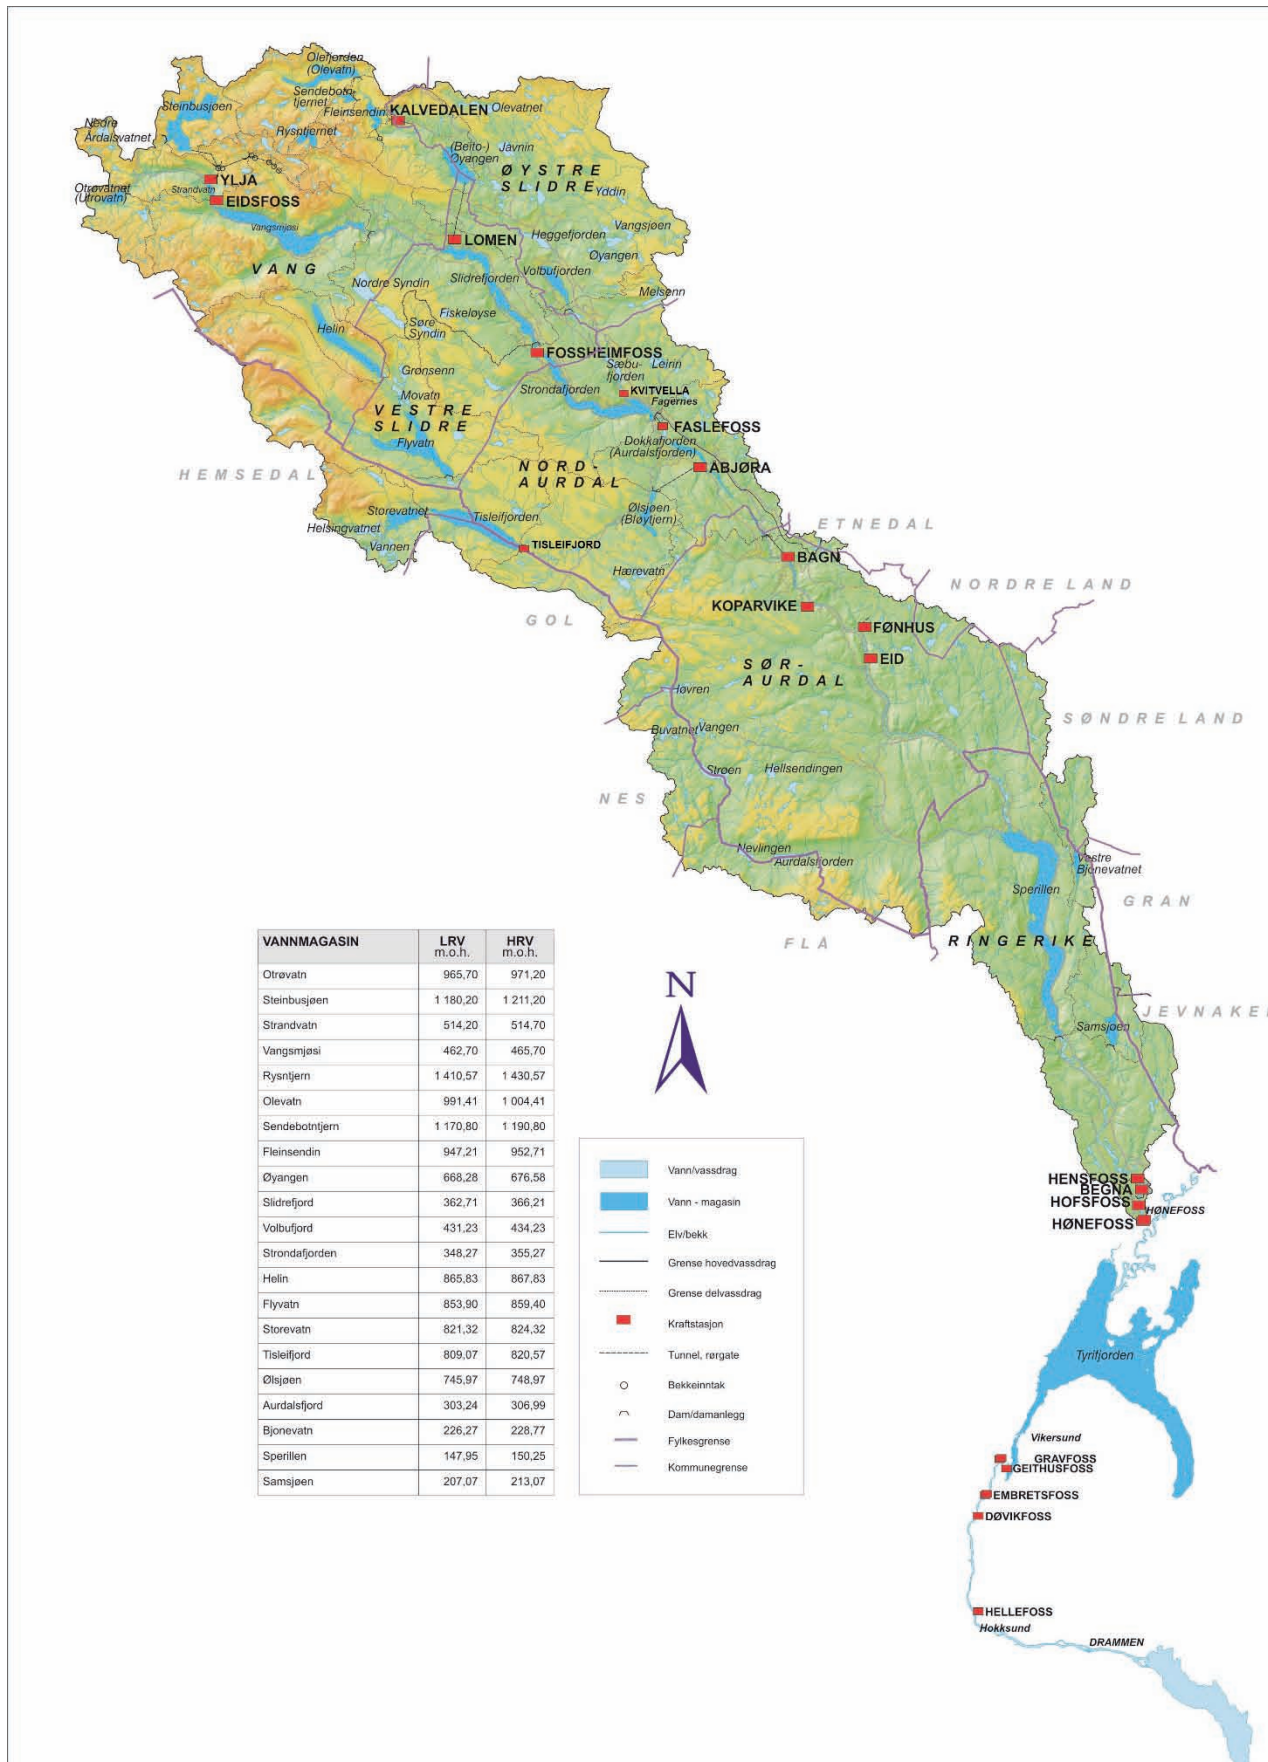 Olefjorden
(Olevatn)
Sendebotn-
tjernet
Fleinsendin
KALVEDALEN
Olevatnet
Steinbusjøen
Nedre
Årdalsvatnet
Rysntjernet
(Beito-)
Øyangen
Javnin
ØYSTRE
SLIDRE
YLJA
Otrøvatnet
(Utrovatn)
Strandvatn
EIDSFOSS
Yddin
Vangsmjøsi
Vangsjøen
LOMEN
Heggefjorden
Øyangen
VANG
Slidrefjorden
Volbufjorden
Nordre Syndin
Melsenn
Fiskeløyse
Helin
Søre
Syndin
FOSSHEIMFOSS
Sæbu-
fjorden
Leirin
Grønsenn
Strondafjorden
KVITVELLA
Movatn
Fagernes
VESTRE
SLIDRE
FASLEFOSS
Flyvatn
Dokkafjorden
(Aurdalsfjorden)
HEMSEDAL
NORD-
AURDAL
ÅBJØRA
Storevatnet
Tisleifjorden
Ølsjøen
(Bløytjern)
Helsingvatnet
Vannen
TISLEIFJORD
ETNEDAL
BAGN
Hærevatn
NORDRE LAND
KOPARVIKE
GOL
FØNHUS
EID
SØR-
AURDAL
Høvren
SØNDRE LAND
Buvatnet
Vangen
Strøen
Hellsendingen
NES
Nevlingen
Aurdalsfjorden
Vestre
Bjonevatnet
Sperillen
GRAN
FLÅ
RINGERIKE
JEVNAKER
Samsjøen
VANNMAGASIN LRV m.o.h. HRV m.o.h.
Otrøvatn 965,70 971,20
Steinbusjøen 1 180,20 1 211,20
Strandvatn 514,20 514,70
Vangsmjøsi 462,70 465,70
Rysntjern 1 410,57 1 430,57
Olevatn 991,41 1 004,41
Sendebotntjern 1 170,80 1 190,80
Fleinsendin 947,21 952,71
Øyangen 668,28 676,58
Slidrefjord 362,71 366,21
Volbufjord 431,23 434,23
Strondafjorden 348,27 355,27
Helin 865,83 867,83
Flyvatn 853,90 859,40
Storevatn 821,32 824,32
Tisleifjord 809,07 820,57
Ølsjøen 745,97 748,97
Aurdalsfjord 303,24 306,99
Bjonevatn 226,27 228,77
Sperillen 147,95 150,25
Samsjøen 207,07 213,07
N
Vann/vassdrag
Vann - magasin
Elv/bekk
Grense hovedvassdrag
Grense delvassdrag
Kraftstasjon
Tunnel, rørgate
Bekkeinntak
Dam/damanlegg
Fylkesgrense
Kommunegrense
HENSFOSS
BEGNA
HOFSFOSS
HØNEFOSS
HØNEFOSS
Tyrifjorden
Vikersund
GRAVFOSS
GEITHUSFOSS
EMBRETSFOSS
DØVIKFOSS
HELLEFOSS
Hokksund
DRAMMEN